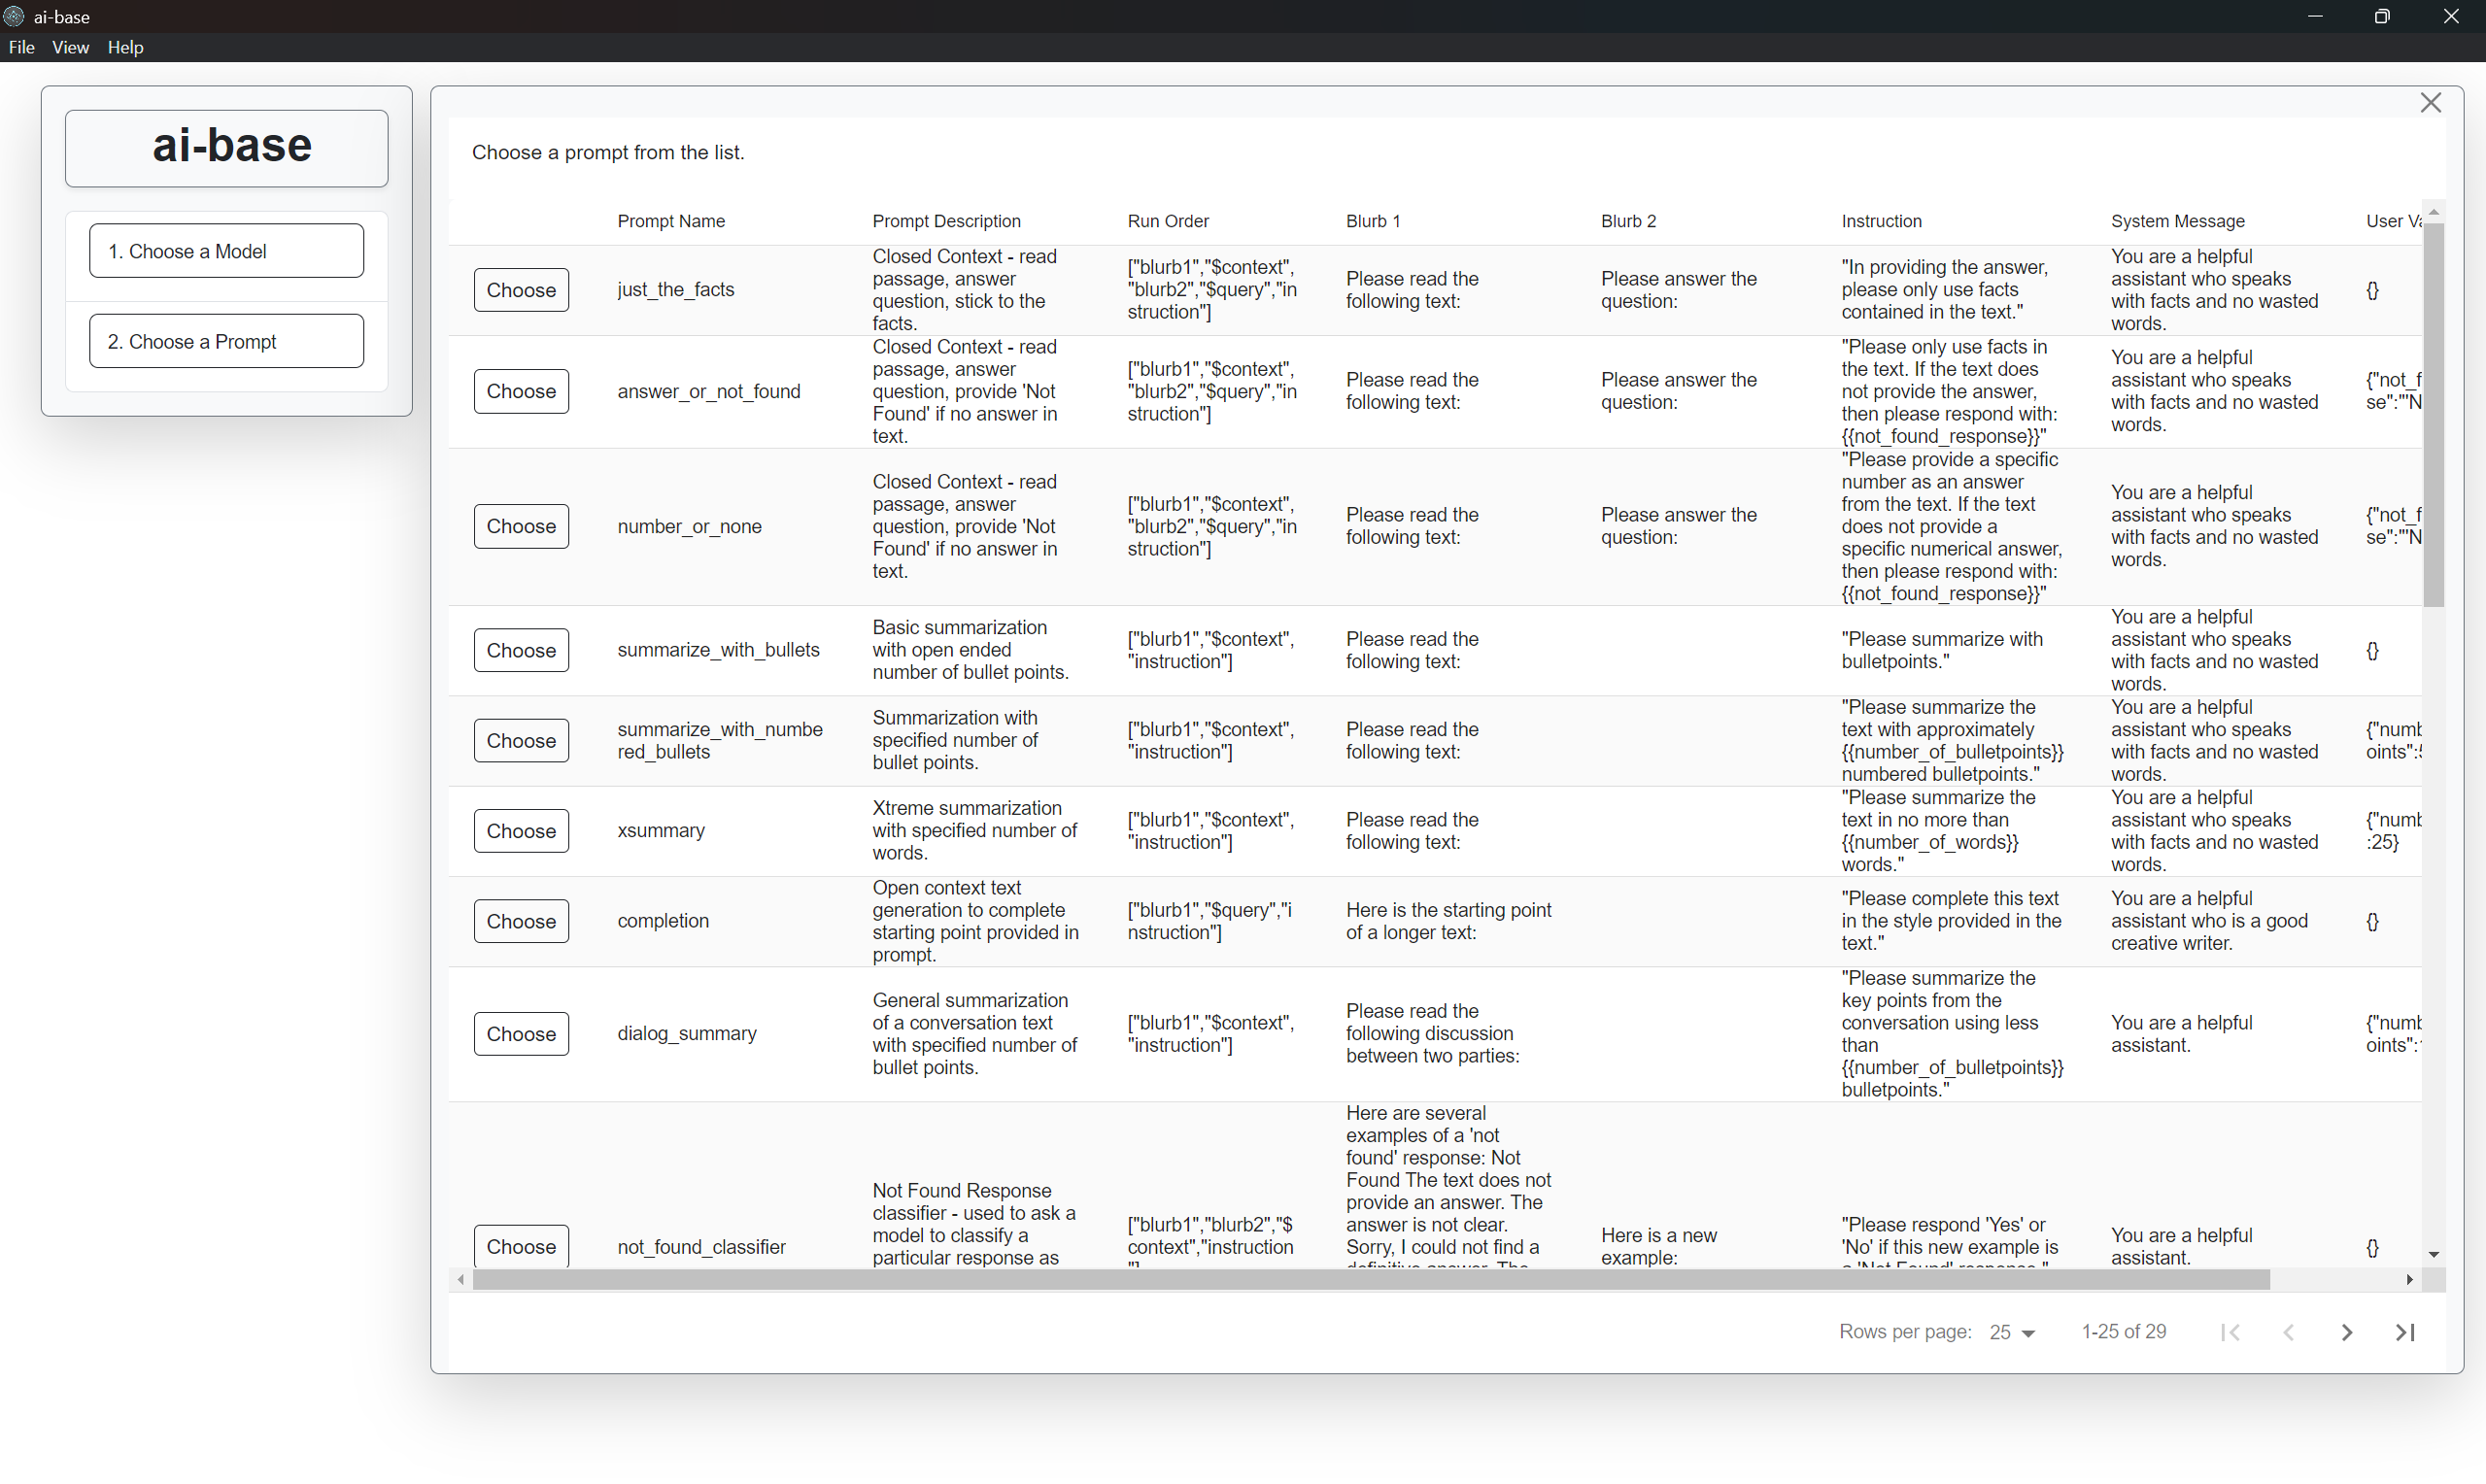 ai-base
File View Help
ai-base
1. Choose a Model
2. Choose a Prompt
Choose a prompt from the list.
Prompt Name Prompt Description Run Order Blurb 1 Blurb 2 Instruction System Message User
Choose
just_the_facts
Closed Context - read
passage, answer
question, stick to the
facts.
["blurb1","$context",
"blurb2","$query","in
struction"]
Please read the
following text:
Please answer the
question:
"In providing the answer,
please only use facts
contained in the text."
You are a helpful
assistant who speaks
with facts and no wasted
words.
{}
Choose
answer_or_not_found
Closed Context - read
passage, answer
question, provide 'Not
Found' if no answer in
text.
["blurb1","$context",
"blurb2","$query","in
struction"]
Please read the
following text:
Please answer the
question:
"Please only use facts in
the text. If the text does
not provide the answer,
then please respond with:
{{not_found_response}}"
You are a helpful
assistant who speaks
with facts and no wasted
words.
{"not_f
se":"'N
Choose
number_or_none
Closed Context - read
passage, answer
question, provide 'Not
Found' if no answer in
text.
["blurb1","$context",
"blurb2","$query","in
struction"]
Please read the
following text:
Please answer the
question:
"Please provide a specific
number as an answer
from the text. If the text
does not provide a
specific numerical answer,
then please respond with:
{{not_found_response}}"
You are a helpful
assistant who speaks
with facts and no wasted
words.
{"not_f
se":"'N
Choose
summarize_with_bullets
Basic summarization
with open ended
number of bullet points.
["blurb1","$context",
"instruction"]
Please read the
following text:
"Please summarize with
bulletpoints."
You are a helpful
assistant who speaks
with facts and no wasted
words.
{}
Choose
summarize_with_numbe
red_bullets
Summarization with
specified number of
bullet points.
["blurb1","$context",
"instruction"]
Please read the
following text:
"Please summarize the
text with approximately
{{number_of_bulletpoints}}
numbered bulletpoints."
You are a helpful
assistant who speaks
with facts and no wasted
words.
{"numb
oints":
Choose
xsummary
Xtreme summarization
with specified number of
words.
["blurb1","$context",
"instruction"]
Please read the
following text:
"Please summarize the
text in no more than
{{number_of_words}}
words."
You are a helpful
assistant who speaks
with facts and no wasted
words.
{"numb
:25}
Choose
completion
Open context text
generation to complete
starting point provided in
prompt.
["blurb1","$query","i
nstruction"]
Here is the starting point
of a longer text:
"Please complete this text
in the style provided in the
text."
You are a helpful
assistant who is a good
creative writer.
{}
Choose
dialog_summary
General summarization
of a conversation text
with specified number of
bullet points.
["blurb1","$context",
"instruction"]
Please read the
following discussion
between two parties:
"Please summarize the
key points from the
conversation using less
than
{{number_of_bulletpoints}}
bulletpoints."
You are a helpful
assistant.
{"numb
oints":
Choose
not_found_classifier
Not Found Response
classifier - used to ask a
model to classify a
particular response as
["blurb1","blurb2","$
context","instruction
"]
Here are several
examples of a 'not
found' response: Not
Found The text does not
provide an answer. The
answer is not clear.
Sorry, I could not find a
definitive answer. The
Here is a new
example:
"Please respond 'Yes' or
'No' if this new example is
a 'Not Found' response."
You are a helpful
assistant.
{}
Rows per page: 25 1-25 of 29